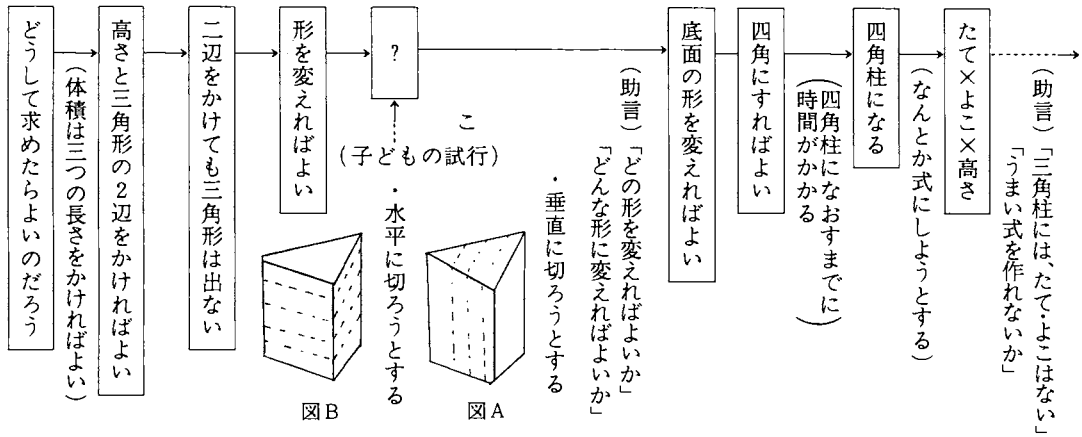 どうして求めたらよいのだろう
（体積は三つの長さをかければよい）
高さと三角形の２辺をかければよい
二辺をかけても三角形は出ない
形を変えればよい
？
（子どもの試行）
こ
・水平に切ろうとする
図Ｂ
・垂直に切ろうとする
図Ａ
（助言）「どの形を変えればよいか」
「どんな形に変えればよいか」
底面の形を変えればよい
四角にすればよい
（四角柱になおすまでに
時間がかかる）
四角柱になる
（なんとか式にしようとする）
たて×よこ×高さ
（助言）「三角柱には、たて・よこはない」
「うまい式を作れないか」